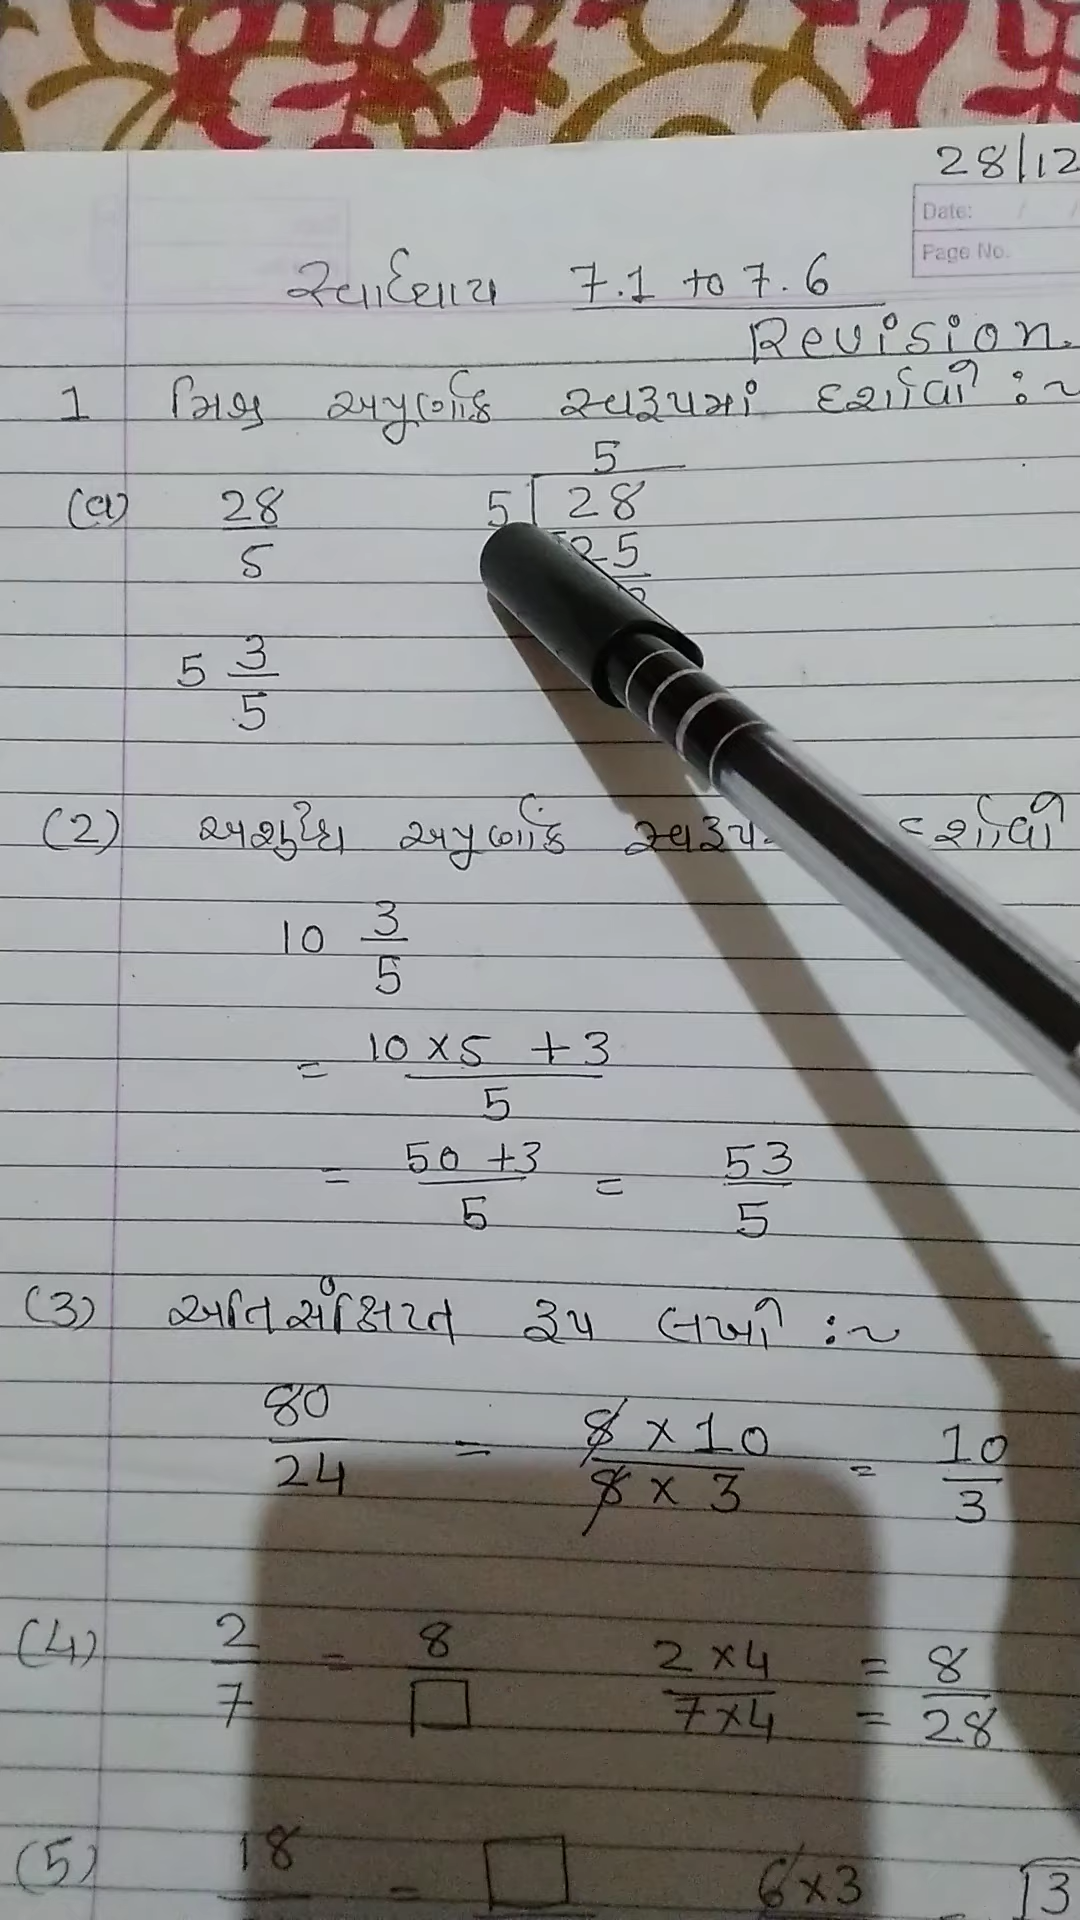 28/12
Date: / /
Page No.
સ્વાધ્યાય 7.1 to 7.6
Revision.
1 મિશ્ર અપૂર્ણાંક સ્વરૂપમાં દર્શાવો :~
5
(a) 28 5 28
5 25
5 3
5
(2) અશુદ્ધ અપૂર્ણાંક સ્વરૂપ દર્શાવો
10 3
5
= 10 x 5 + 3
5
= 50 + 3 = 53
5 5
(3) અતિસંક્ષિપ્ત રૂપ લખો :~
80 = 8 x 10 = 10
24 8 x 3 3
(4) 2 = 8 2 x 4 = 8
7 □ 7 x 4 = 28
(5) 18 = □ 6 x 3 = 3